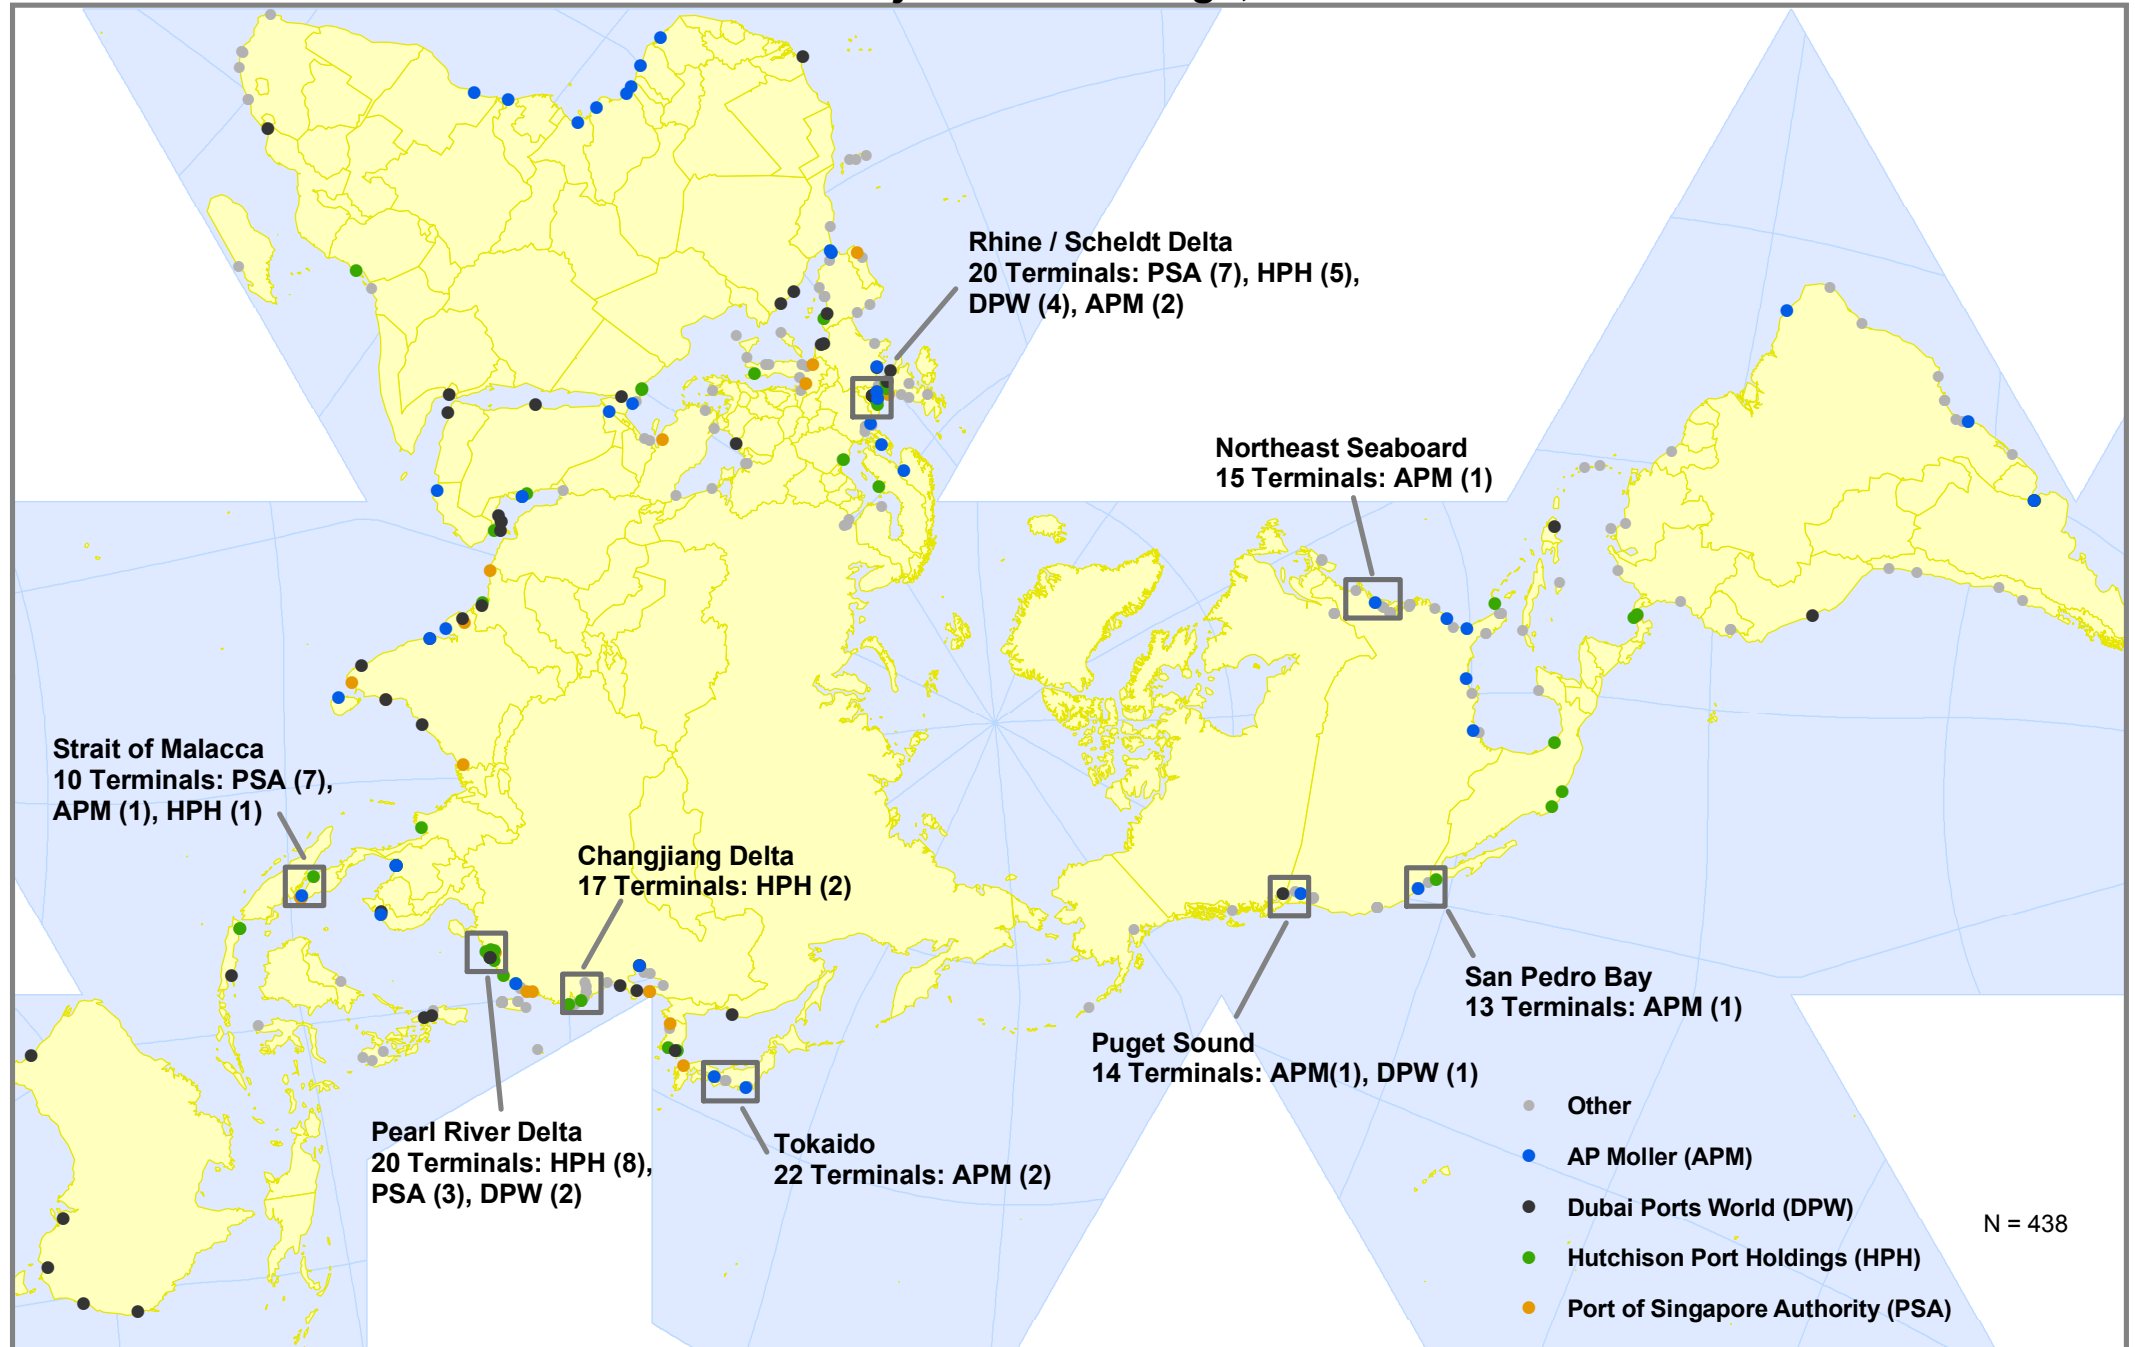 Rhine / Scheldt Delta
20 Terminals: PSA (7), HPH (5),
DPW (4), APM (2)
Northeast Seaboard
15 Terminals: APM (1)
Strait of Malacca
10 Terminals: PSA (7),
APM (1), HPH (1)
Changjiang Delta
17 Terminals: HPH (2)
San Pedro Bay
13 Terminals: APM (1)
Puget Sound
14 Terminals: APM(1), DPW (1)
Pearl River Delta
20 Terminals: HPH (8),
PSA (3), DPW (2)
Tokaido
22 Terminals: APM (2)
Other
AP Moller (APM)
Dubai Ports World (DPW)
Hutchison Port Holdings (HPH)
Port of Singapore Authority (PSA)
N = 438